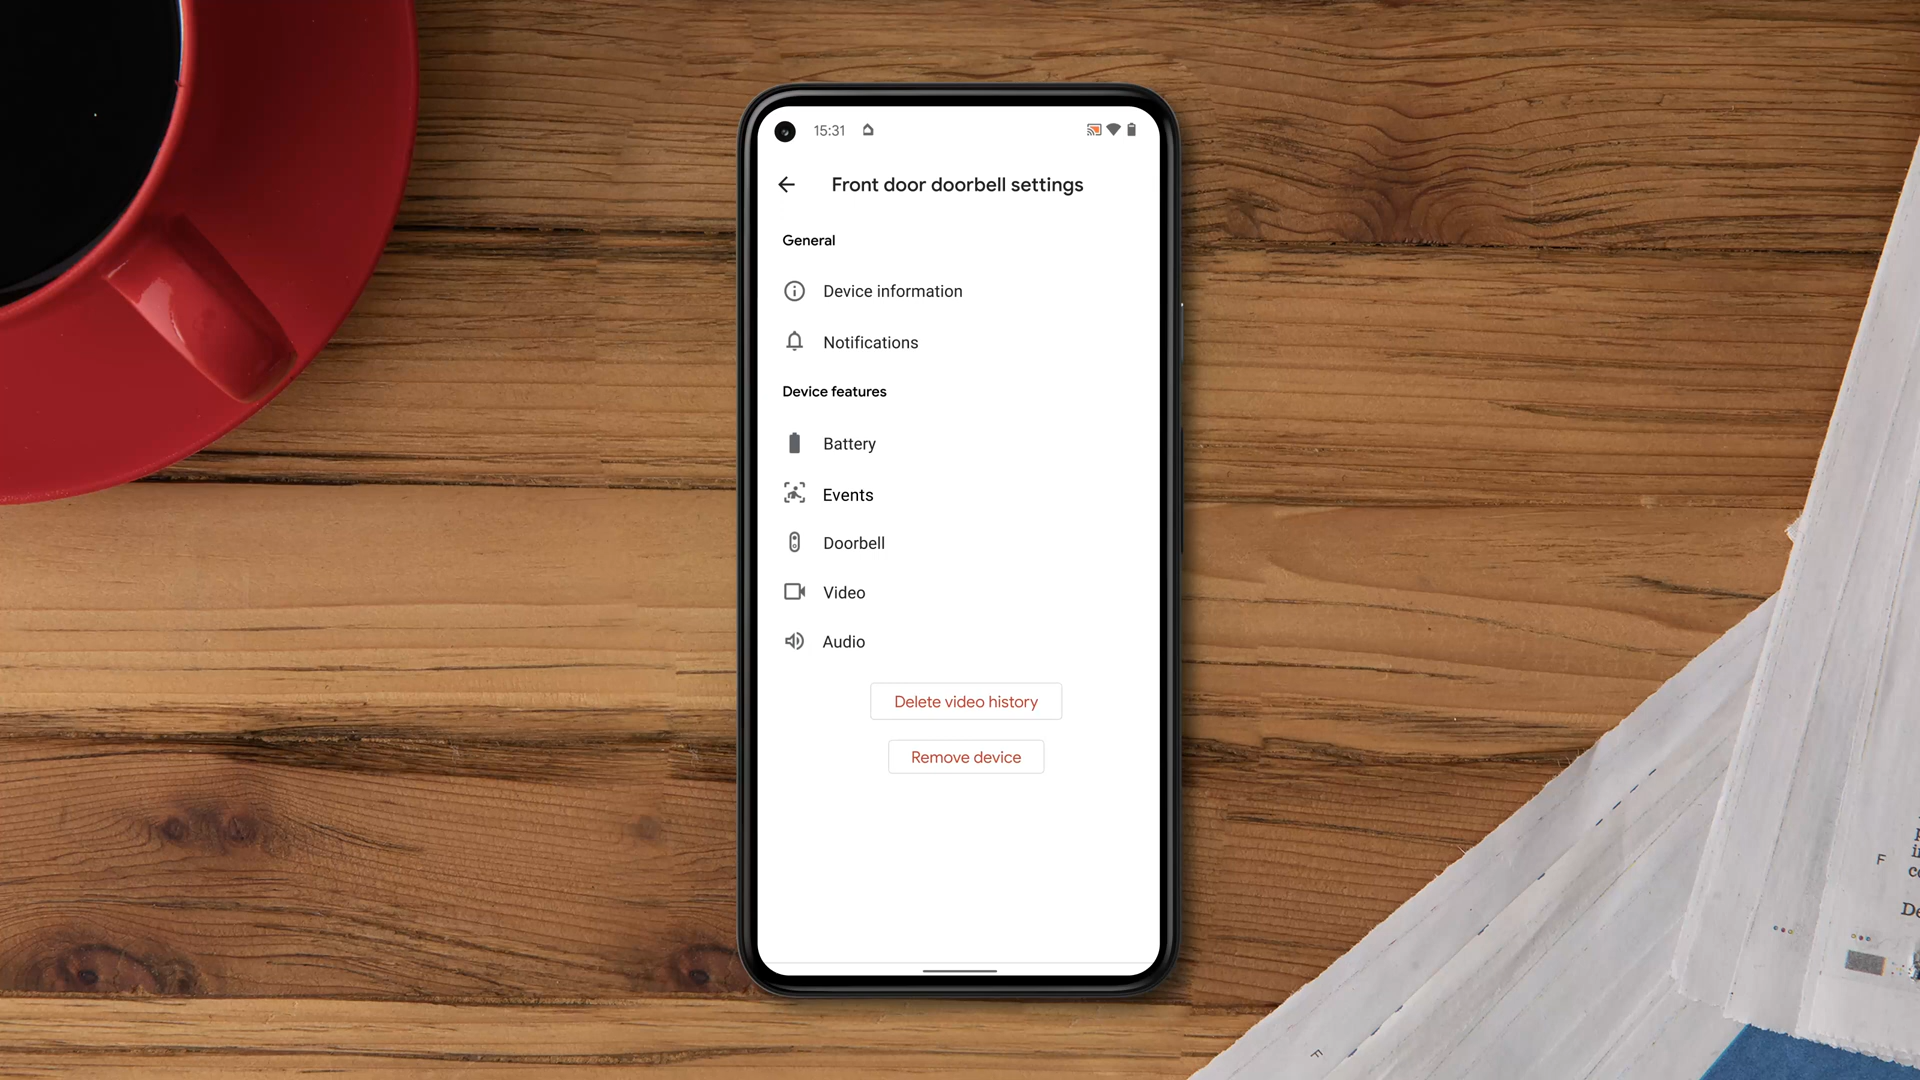 15:31
Front door doorbell settings
General
Device information
Notifications
Device features
Battery
Events
Doorbell
Video
Audio
Delete video history
Remove device
F
De
F